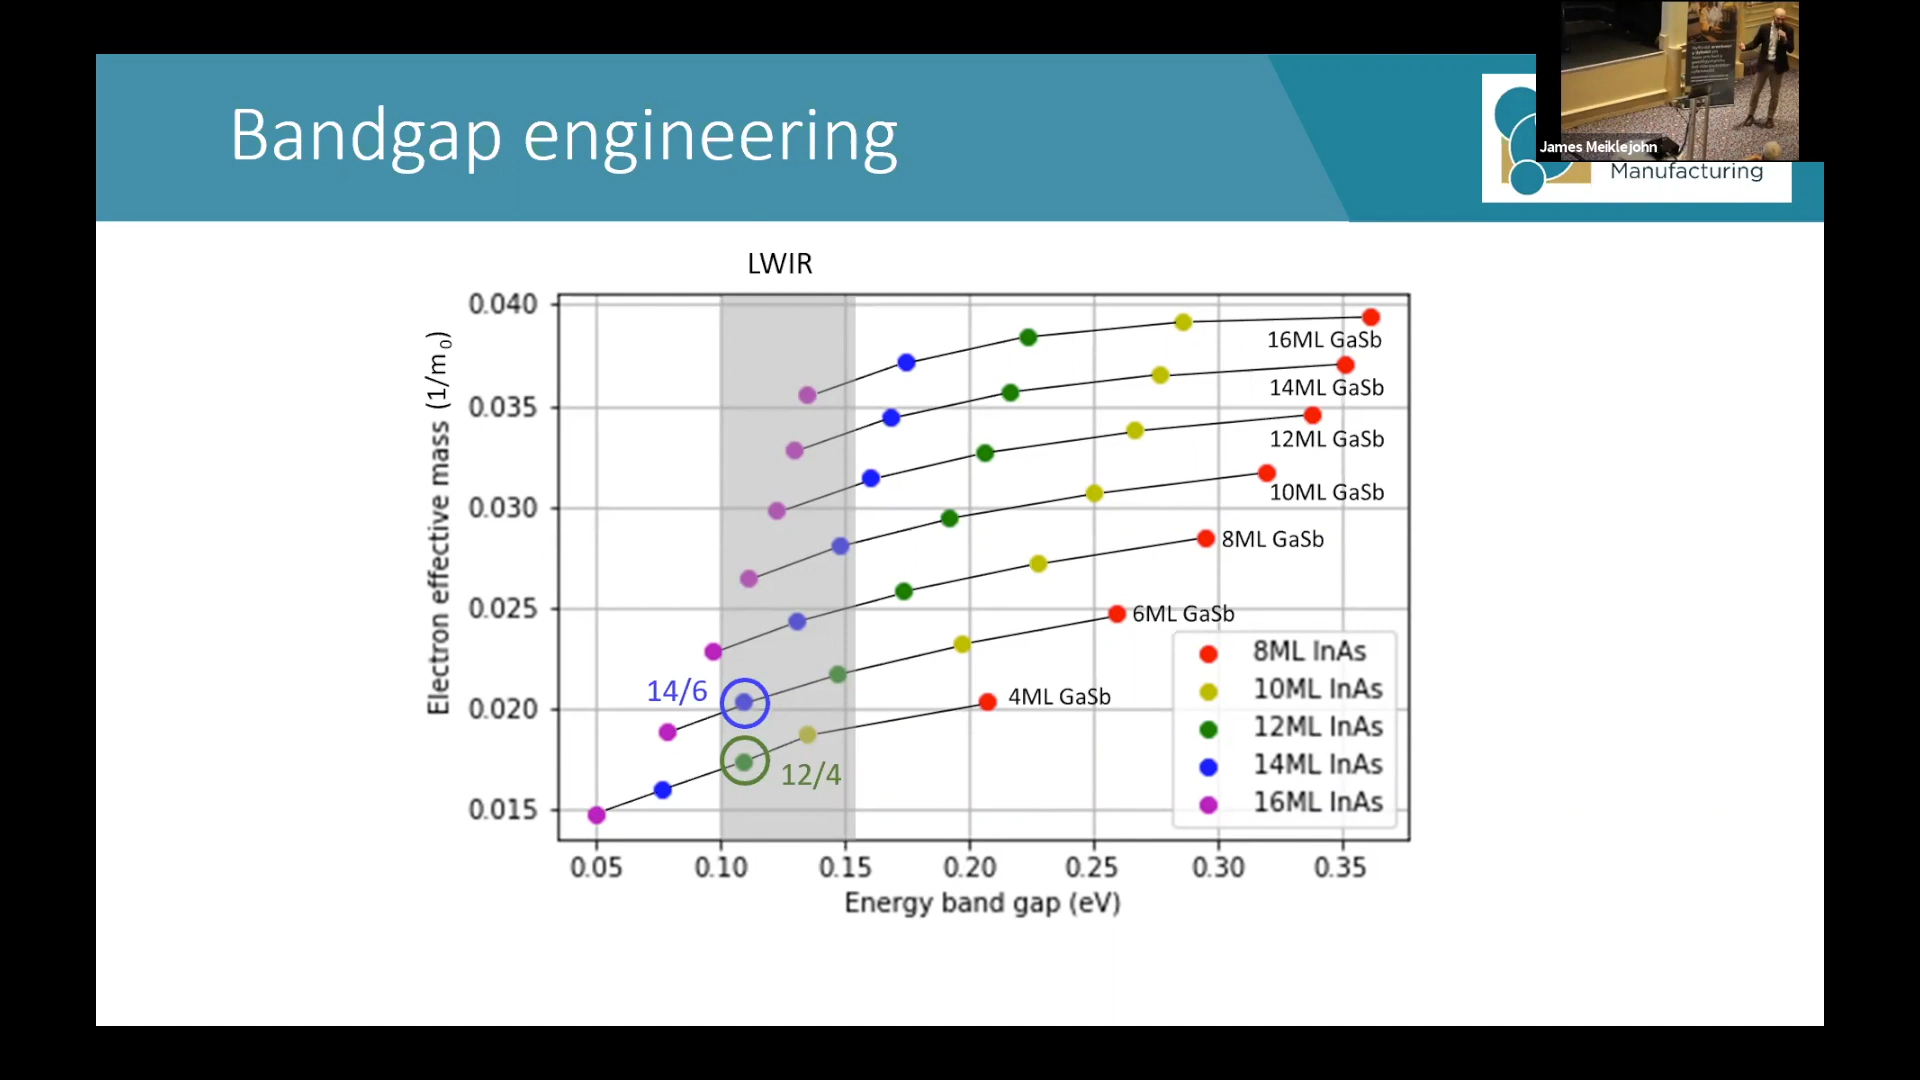 Bandgap engineering
James Meiklejohn
Manufacturing
LWIR
0.040
0.035
0.030
0.025
0.020
0.015
Electron effective mass (1/m₀)
16ML GaSb
14ML GaSb
12ML GaSb
10ML GaSb
8ML GaSb
6ML GaSb
4ML GaSb
14/6
12/4
8ML InAs
10ML InAs
12ML InAs
14ML InAs
16ML InAs
0.05 0.10 0.15 0.20 0.25 0.30 0.35
Energy band gap (eV)